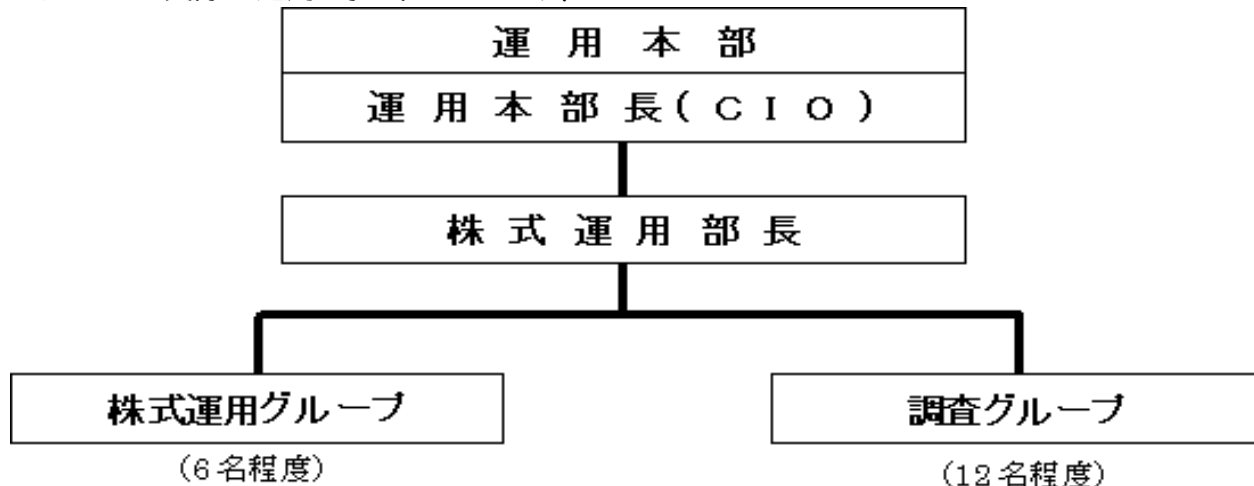 運用本部
運用本部長(CIO)
株式運用部長
株式運用グループ
調査グループ
(6名程度)
(12名程度)